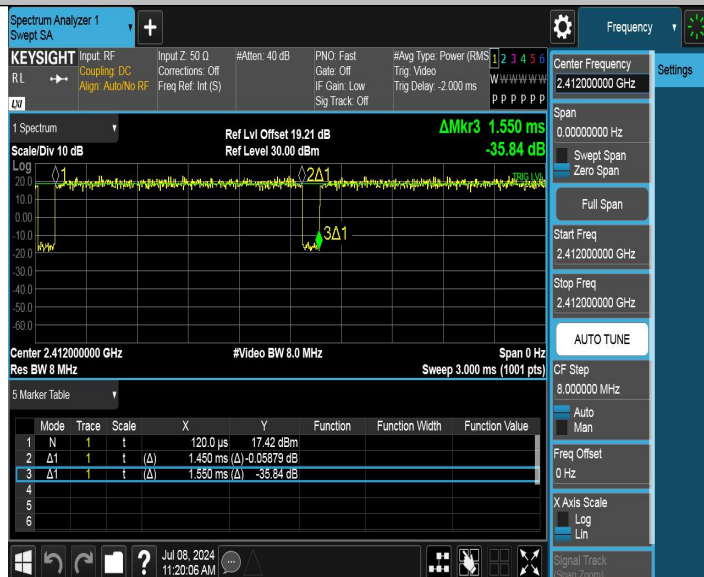 Spectrum Analyzer 1
Swept SA
+
Frequency
KEYSIGHT
RL
LXI
Input: RF
Coupling: DC
Align: Auto/No RF
Input Z: 50 Ω
Corrections: Off
Freq Ref: Int (S)
#Atten: 40 dB
PNO: Fast
Gate: Off
IF Gain: Low
Sig Track: Off
#Avg Type: Power (RMS
Trig: Video
Trig Delay: -2.000 ms
1 2 3 4 5 6
W W W W W W
P P P P P P
Center Frequency
2.412000000 GHz
Settings
Span
0.00000000 Hz
Swept Span
Zero Span
Full Span
Start Freq
2.412000000 GHz
Stop Freq
2.412000000 GHz
AUTO TUNE
CF Step
8.000000 MHz
Auto
Man
Freq Offset
0 Hz
X Axis Scale
Log
Lin
Signal Track
(Span Zoom)
1 Spectrum
Scale/Div 10 dB
Ref Lvl Offset 19.21 dB
Ref Level 30.00 dBm
ΔMkr3 1.550 ms
-35.84 dB
Log
20.0
10.0
0.00
-10.0
-20.0
-30.0
-40.0
-50.0
-60.0
1
2Δ1
3Δ1
TRIG LVL
Center 2.412000000 GHz
Res BW 8 MHz
#Video BW 8.0 MHz
Span 0 Hz
Sweep 3.000 ms (1001 pts)
5 Marker Table
Mode Trace Scale X Y Function Function Width Function Value
1 N 1 t 120.0 µs 17.42 dBm
2 Δ1 1 t (Δ) 1.450 ms (Δ) -0.05879 dB
3 Δ1 1 t (Δ) 1.550 ms (Δ) -35.84 dB
4
5
6
?
Jul 08, 2024
11:20:06 AM